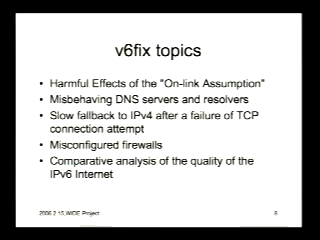 v6fix topics
• Harmful Effects of the "On-link Assumption"
• Misbehaving DNS servers and resolvers
• Slow fallback to IPv4 after a failure of TCP
connection attempt
• Misconfigured firewalls
• Comparative analysis of the quality of the
IPv6 Internet
2006.2.15,WIDE Project
8